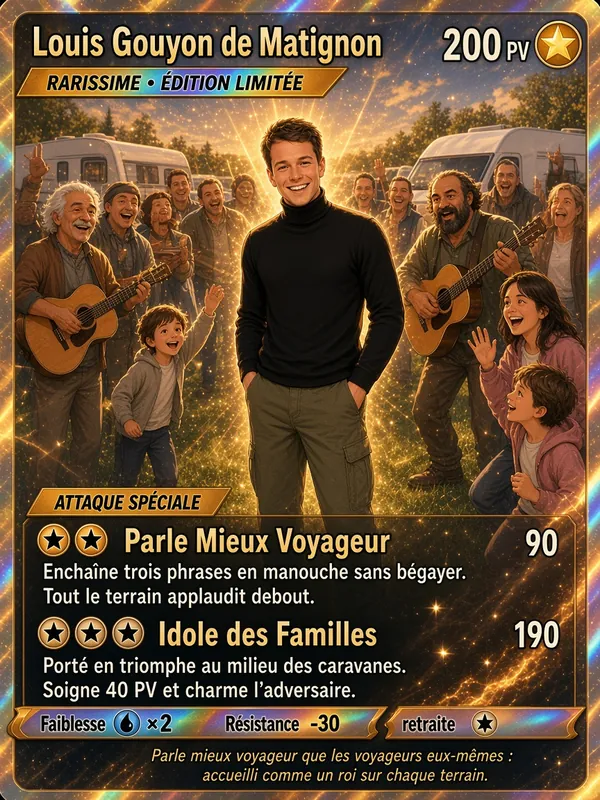 Louis Gouyon de Matignon 200 PV
RARISSIME • ÉDITION LIMITÉE
ATTAQUE SPÉCIALE
Parle Mieux Voyageur 90
Enchaîne trois phrases en manouche sans bégayer.
Tout le terrain applaudit debout.
Idole des Familles 190
Porté en triomphe au milieu des caravanes.
Soigne 40 PV et charme l'adversaire.
Faiblesse ×2 Résistance -30 retraite
Parle mieux voyageur que les voyageurs eux-mêmes :
accueilli comme un roi sur chaque terrain.